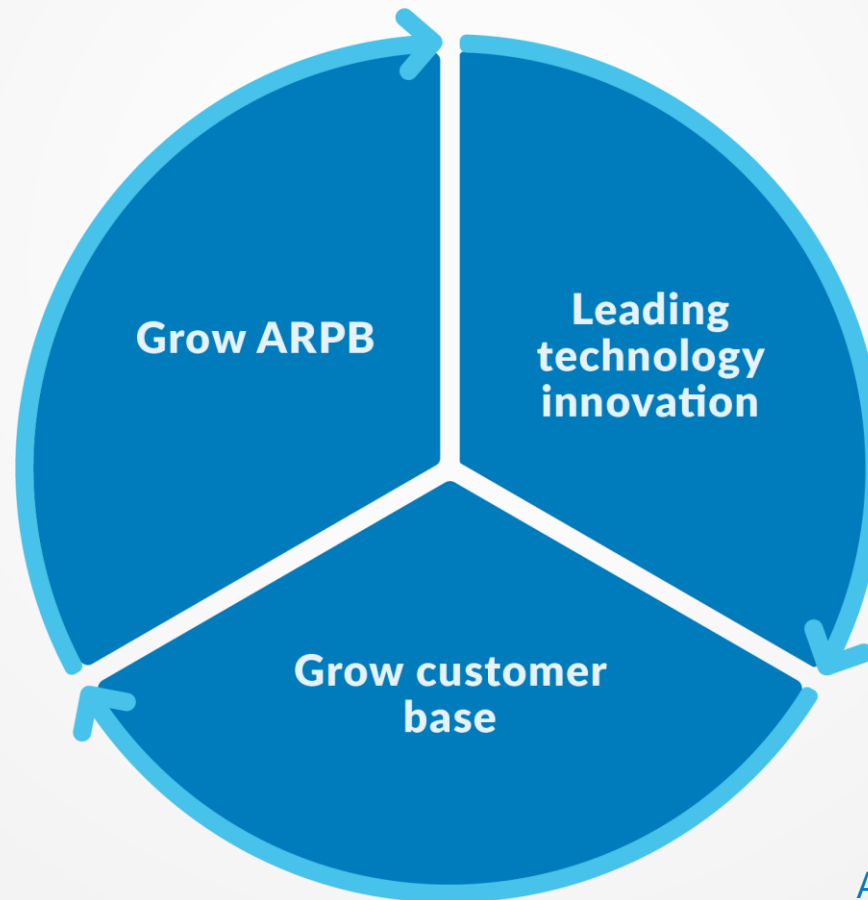 Grow ARPB
Leading
technology
innovation
Grow customer
base